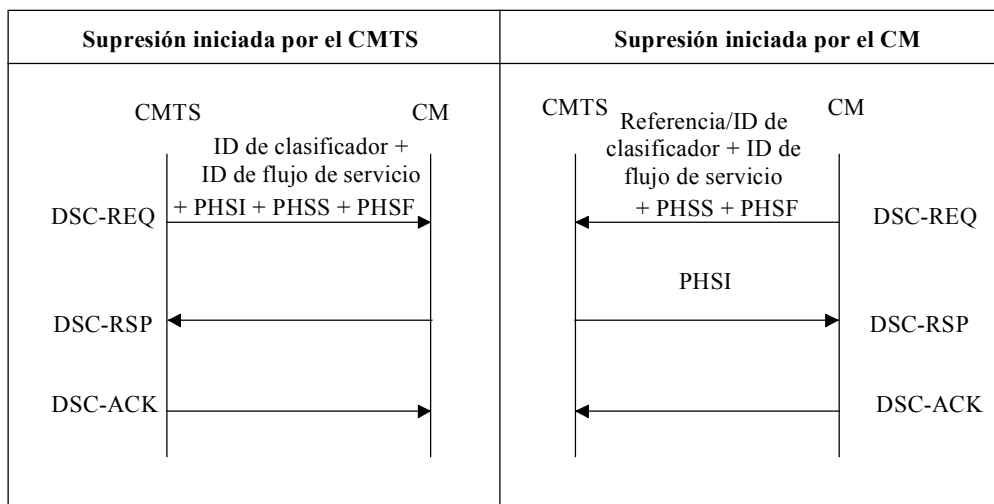 Supresión iniciada por el CMTS
CMTS
CM
ID de clasificador +
ID de flujo de servicio
+ PHSI + PHSS + PHSF
DSC-REQ
DSC-RSP
DSC-ACK
Supresión iniciada por el CM
CMTS
CM
Referencia/ID de
clasificador + ID de
flujo de servicio
+ PHSS + PHSF
DSC-REQ
PHSI
DSC-RSP
DSC-ACK